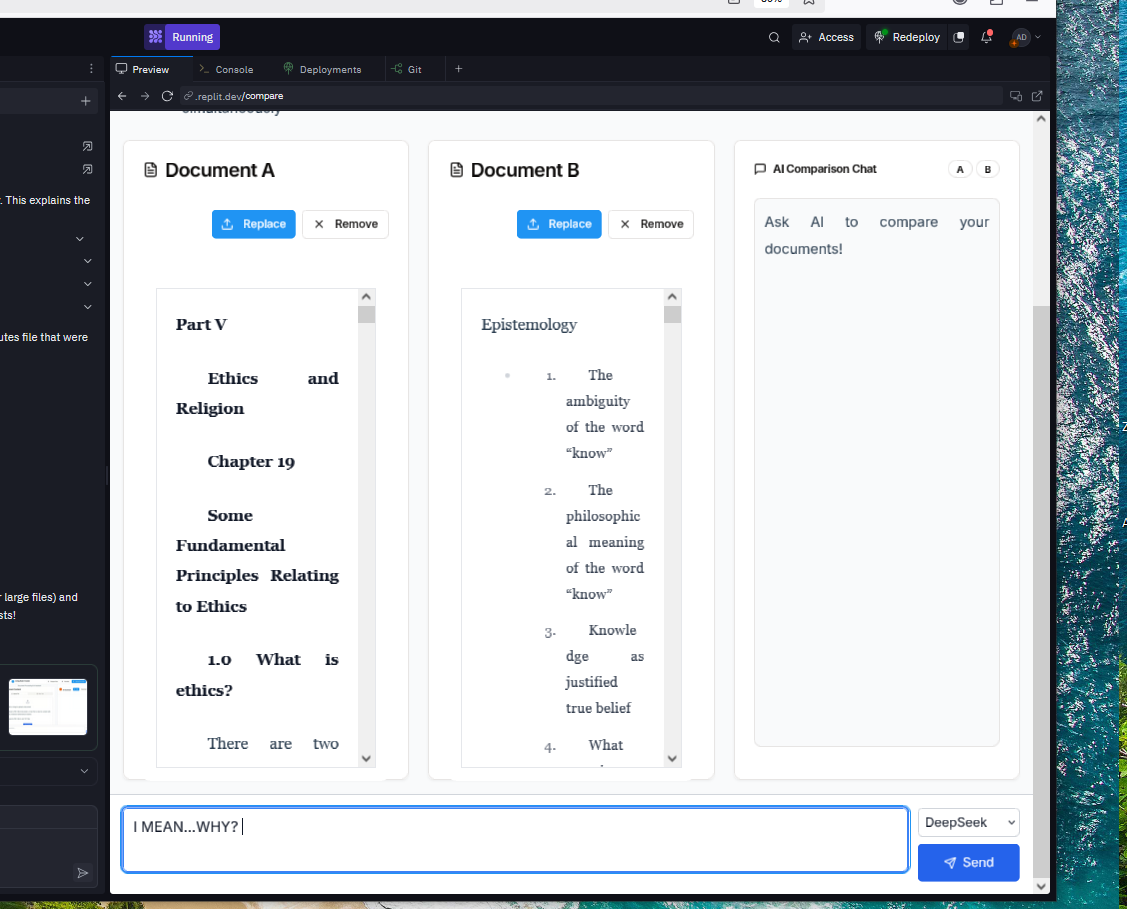 Running
Access
Redeploy
AD
Preview
Console
Deployments
Git
.replit.dev/compare
. This explains the
utes file that were
large files) and
sts!
Document A
Replace
Remove
Part V
Ethics and
Religion
Chapter 19
Some
Fundamental
Principles Relating
to Ethics
1.0 What is
ethics?
There are two
Document B
Replace
Remove
Epistemology
1. The
ambiguity
of the word
“know”
2. The
philosophic
al meaning
of the word
“know”
3. Knowle
dge as
justified
true belief
4. What
AI Comparison Chat
A
B
Ask AI to compare your
documents!
I MEAN...WHY?
DeepSeek
Send